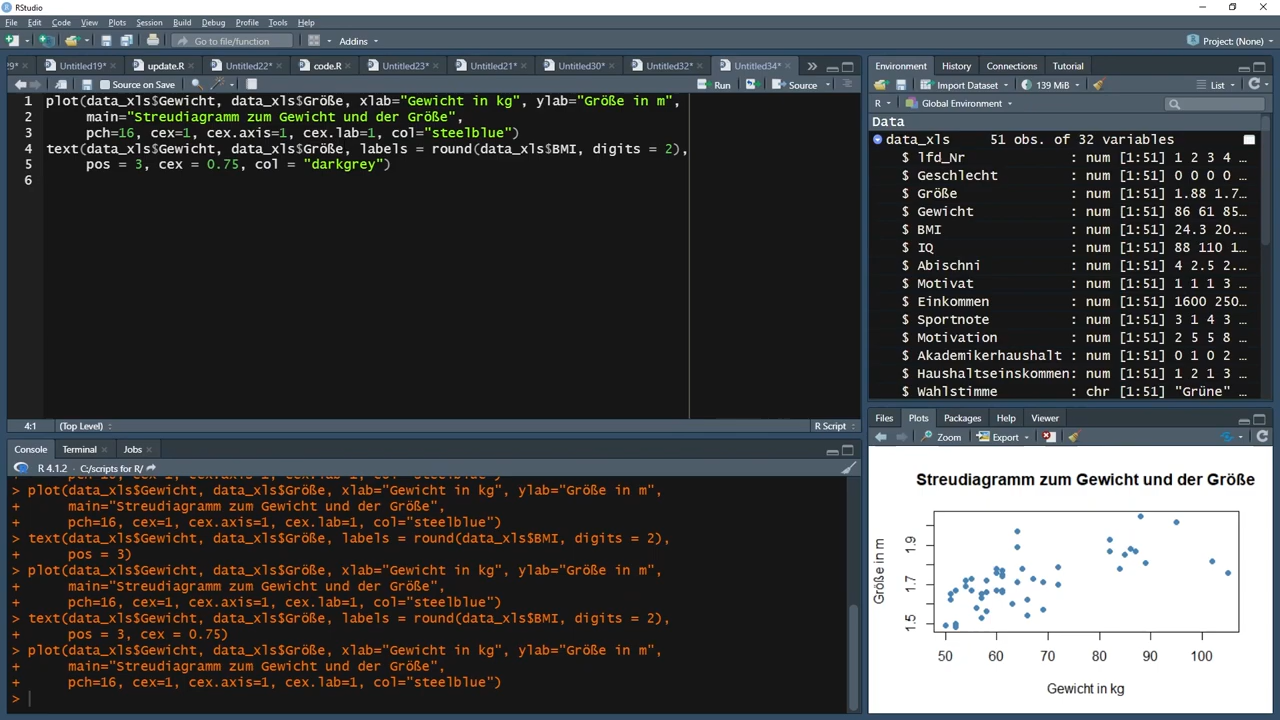 RStudio
File Edit Code View Plots Session Build Debug Profile Tools Help
Go to file/function Addins Project: (None)
29* Untitled19* update.R Untitled22* code.R Untitled23* Untitled21* Untitled30* Untitled32* Untitled34*
Source on Save Run Source
1 plot(data_xls$Gewicht, data_xls$Größe, xlab="Gewicht in kg", ylab="Größe in m",
2 main="Streudiagramm zum Gewicht und der Größe",
3 pch=16, cex=1, cex.axis=1, cex.lab=1, col="steelblue")
4 text(data_xls$Gewicht, data_xls$Größe, labels = round(data_xls$BMI, digits = 2),
5 pos = 3, cex = 0.75, col = "darkgrey")
6
4:1 (Top Level) R Script
Console Terminal Jobs
R 4.1.2 · C:/scripts for R/
+ pch=16, cex=1, cex.axis=1, cex.lab=1, col="steelblue")
> plot(data_xls$Gewicht, data_xls$Größe, xlab="Gewicht in kg", ylab="Größe in m",
+ main="Streudiagramm zum Gewicht und der Größe",
+ pch=16, cex=1, cex.axis=1, cex.lab=1, col="steelblue")
> text(data_xls$Gewicht, data_xls$Größe, labels = round(data_xls$BMI, digits = 2),
+ pos = 3)
> plot(data_xls$Gewicht, data_xls$Größe, xlab="Gewicht in kg", ylab="Größe in m",
+ main="Streudiagramm zum Gewicht und der Größe",
+ pch=16, cex=1, cex.axis=1, cex.lab=1, col="steelblue")
> text(data_xls$Gewicht, data_xls$Größe, labels = round(data_xls$BMI, digits = 2),
+ pos = 3, cex = 0.75)
> plot(data_xls$Gewicht, data_xls$Größe, xlab="Gewicht in kg", ylab="Größe in m",
+ main="Streudiagramm zum Gewicht und der Größe",
+ pch=16, cex=1, cex.axis=1, cex.lab=1, col="steelblue")
>
Environment History Connections Tutorial
Import Dataset 139 MiB List
R Global Environment
Data
data_xls 51 obs. of 32 variables
$ lfd_Nr : num [1:51] 1 2 3 4 …
$ Geschlecht : num [1:51] 0 0 0 0 …
$ Größe : num [1:51] 1.88 1.7…
$ Gewicht : num [1:51] 86 61 85…
$ BMI : num [1:51] 24.3 20.…
$ IQ : num [1:51] 88 110 1…
$ Abischni : num [1:51] 4 2.5 2.…
$ Motivat : num [1:51] 1 1 1 3 …
$ Einkommen : num [1:51] 1600 250…
$ Sportnote : num [1:51] 3 1 4 3 …
$ Motivation : num [1:51] 2 5 5 8 …
$ Akademikerhaushalt : num [1:51] 0 1 0 2 …
$ Haushaltseinskommen: num [1:51] 1 2 1 3 …
$ Wahlstimme : chr [1:51] "Grüne" …
Files Plots Packages Help Viewer
Zoom Export
Streudiagramm zum Gewicht und der Größe
Größe in m
1.9
1.7
1.5
50 60 70 80 90 100
Gewicht in kg